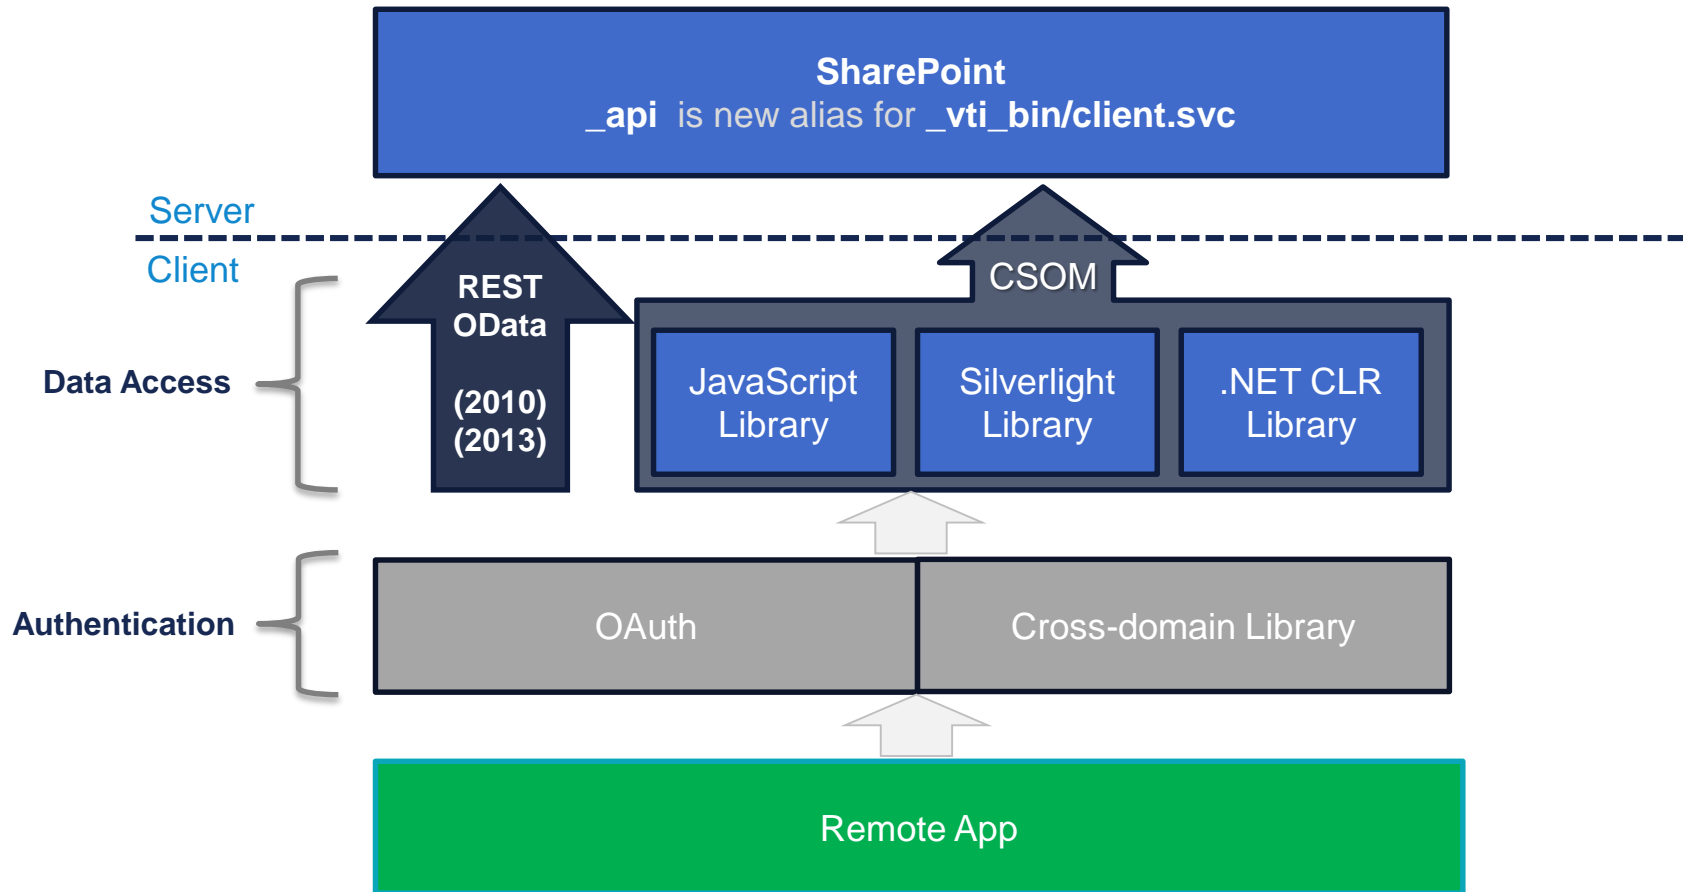 SharePoint
_api is new alias for _vti_bin/client.svc
Server
Client
REST
OData
(2010)
(2013)
CSOM
Data Access
JavaScript
Library
Silverlight
Library
.NET CLR
Library
Authentication
OAuth
Cross-domain Library
Remote App